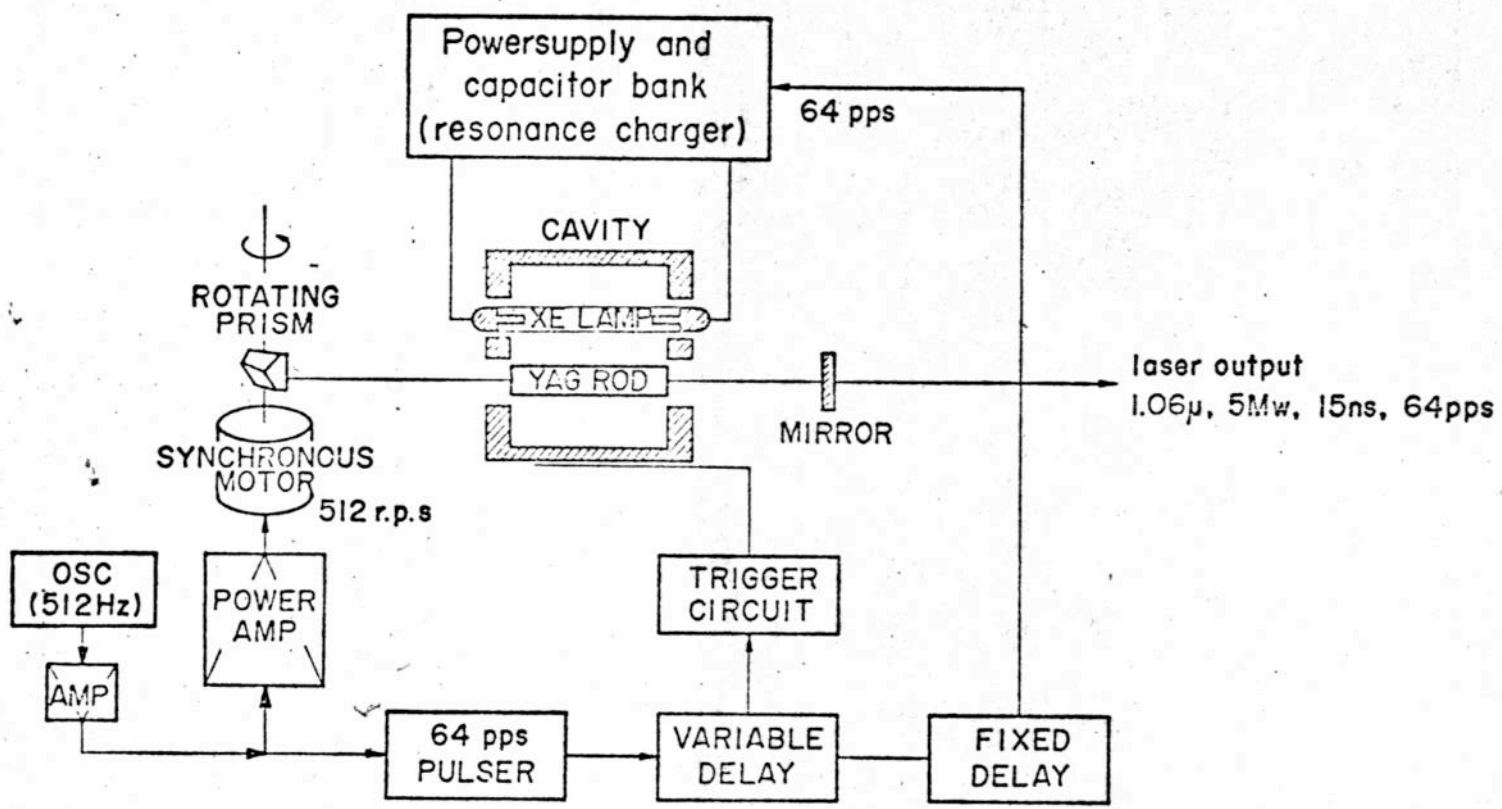 Powersupply and
capacitor bank
(resonance charger)
64 pps
CAVITY
ROTATING
PRISM
XE LAMP
YAG ROD
laser output
1.06μ, 5Mw, 15ns, 64pps
MIRROR
SYNCHRONOUS
MOTOR
512 r.p.s
OSC
(512Hz)
POWER
AMP
TRIGGER
CIRCUIT
AMP
64 pps
PULSER
VARIABLE
DELAY
FIXED
DELAY